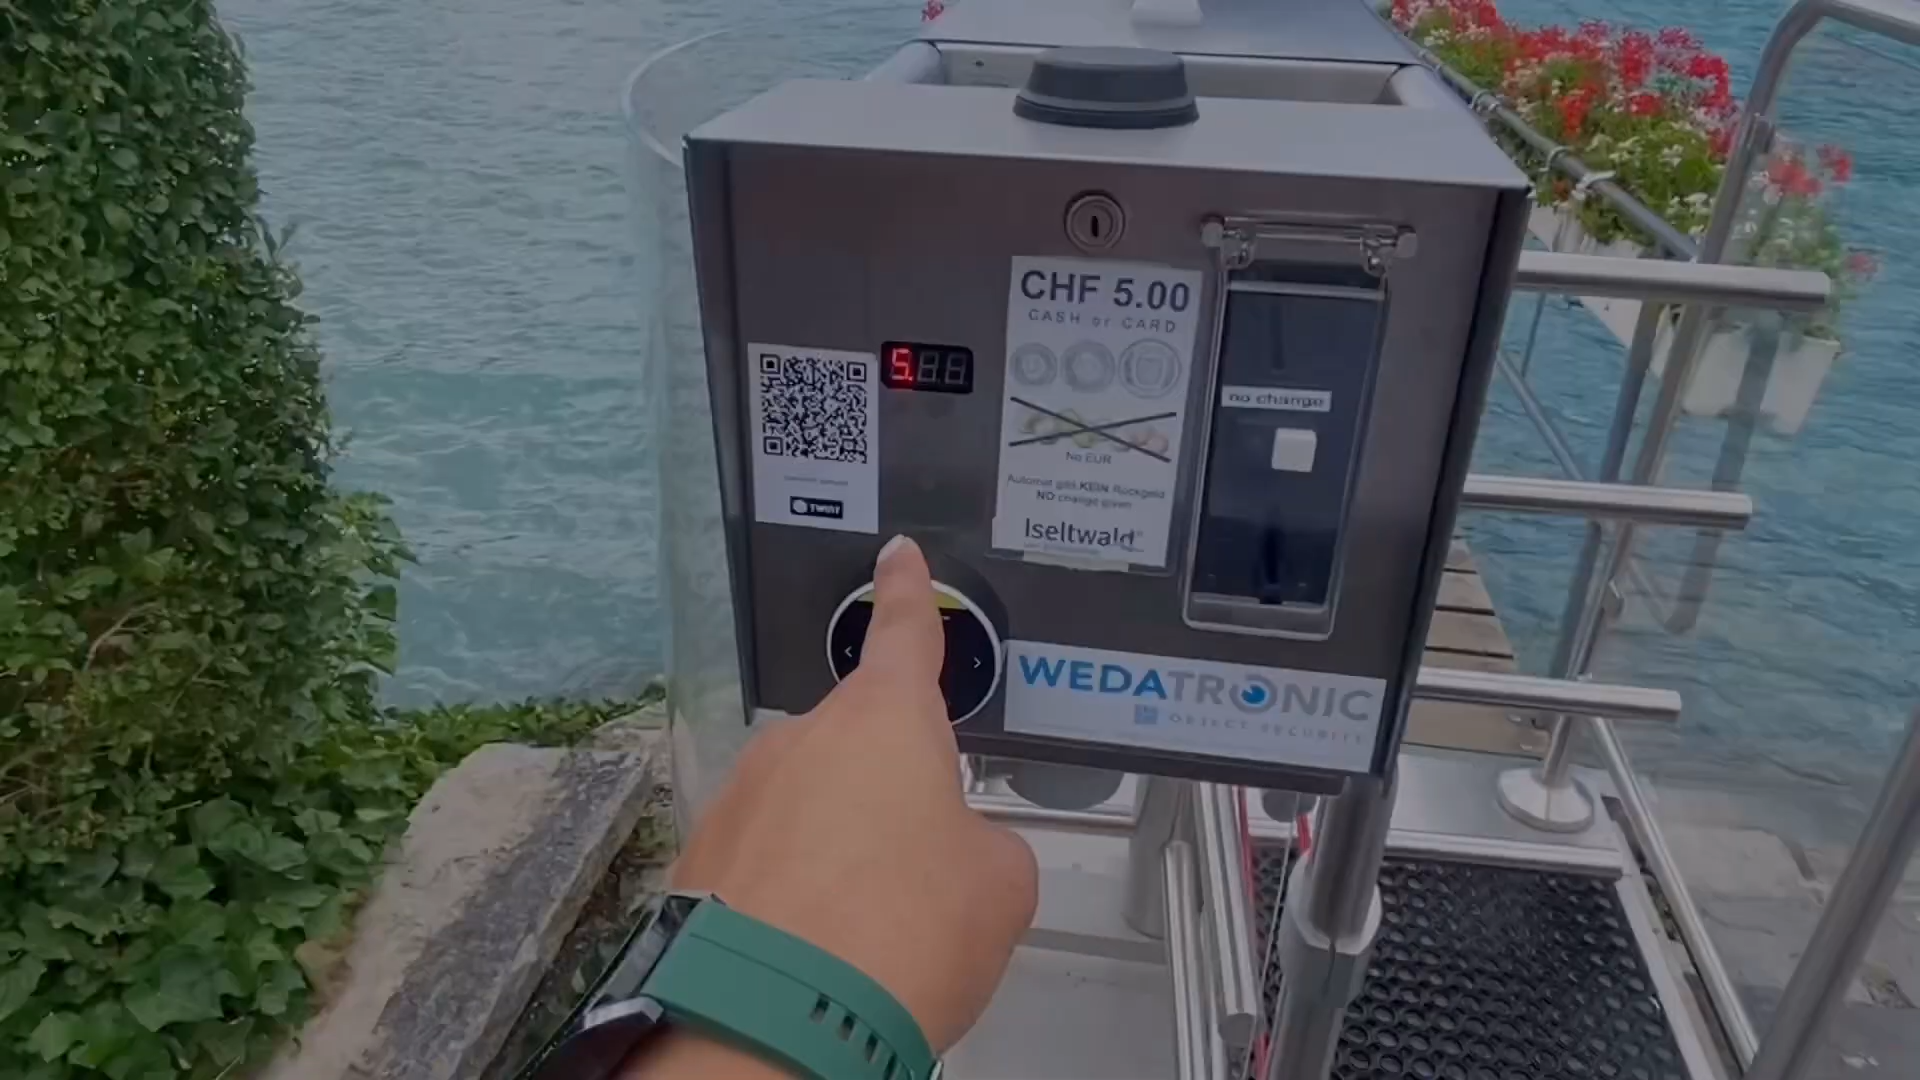 CHF 5.00
CASH or CARD
5.
no change
No EUR
Automat gibt KEIN Rückgeld
NO change given
TWINT
Iseltwald
WEDATRONIC
OBJECT SECURITY